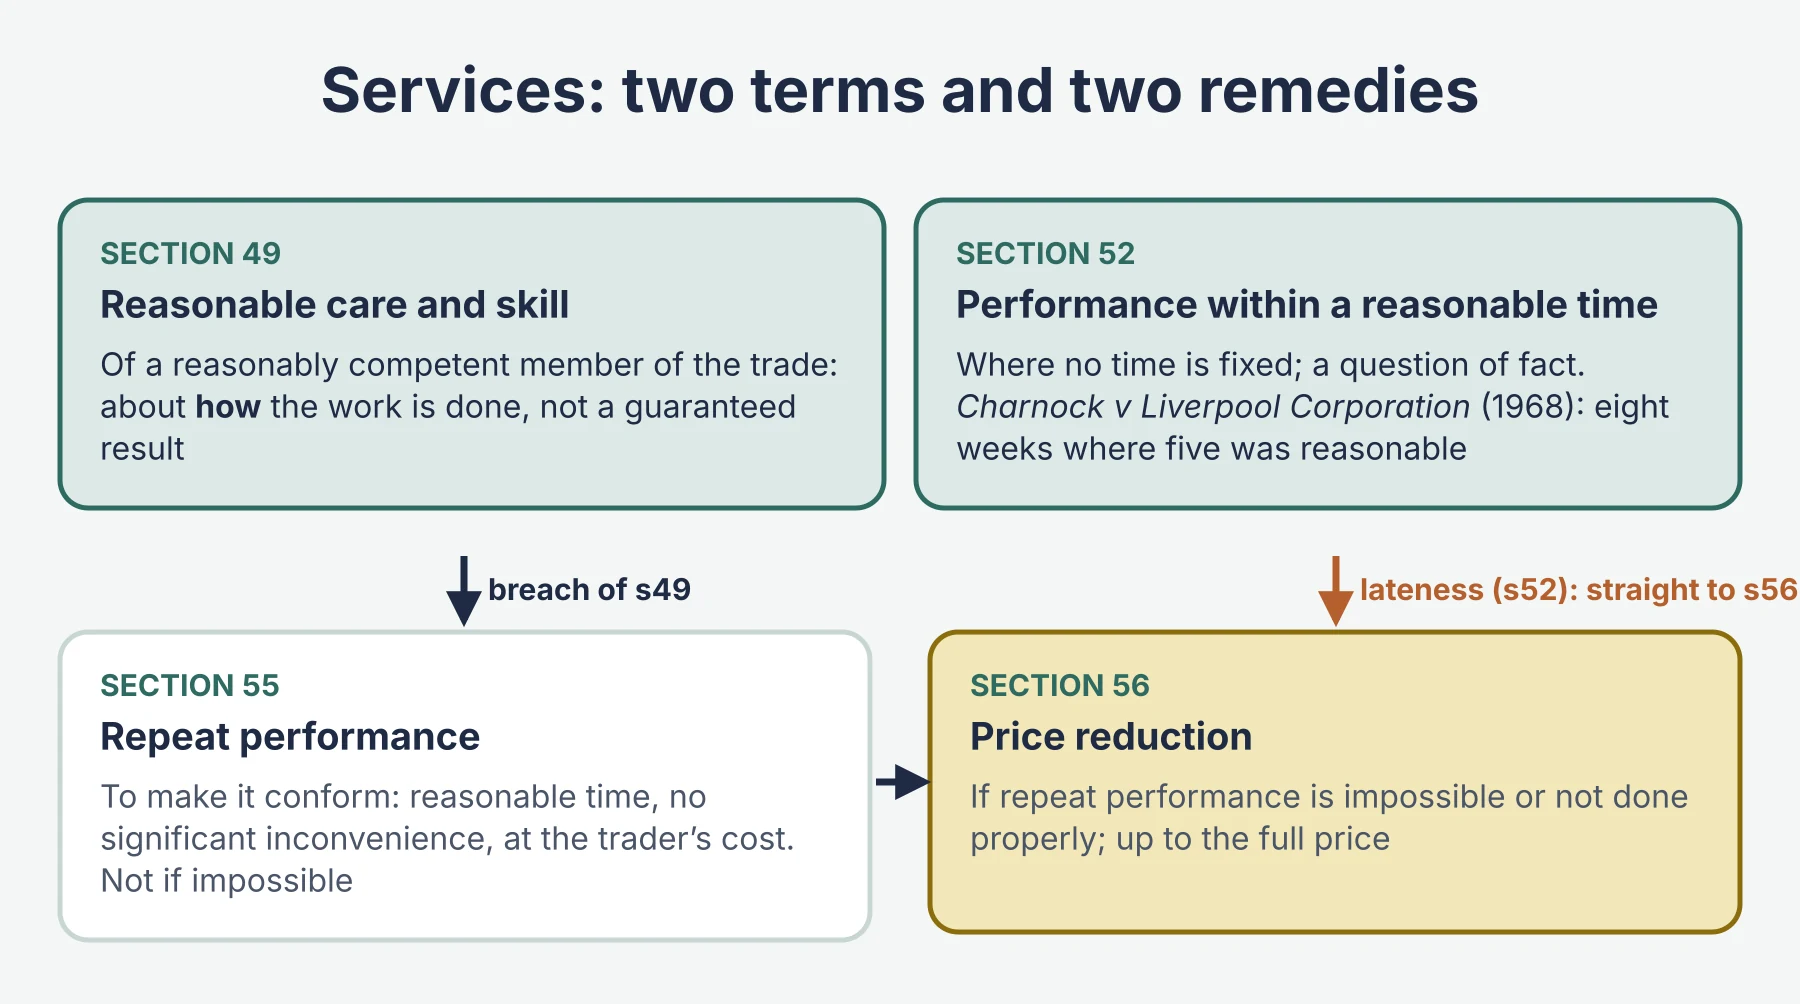 Services: two terms and two remedies
SECTION 49
Reasonable care and skill
Of a reasonably competent member of the trade:
about how the work is done, not a guaranteed
result
SECTION 52
Performance within a reasonable time
Where no time is fixed; a question of fact.
Charnock v Liverpool Corporation (1968): eight
weeks where five was reasonable
breach of s49
lateness (s52): straight to s56
SECTION 55
Repeat performance
To make it conform: reasonable time, no
significant inconvenience, at the trader’s cost.
Not if impossible
SECTION 56
Price reduction
If repeat performance is impossible or not done
properly; up to the full price